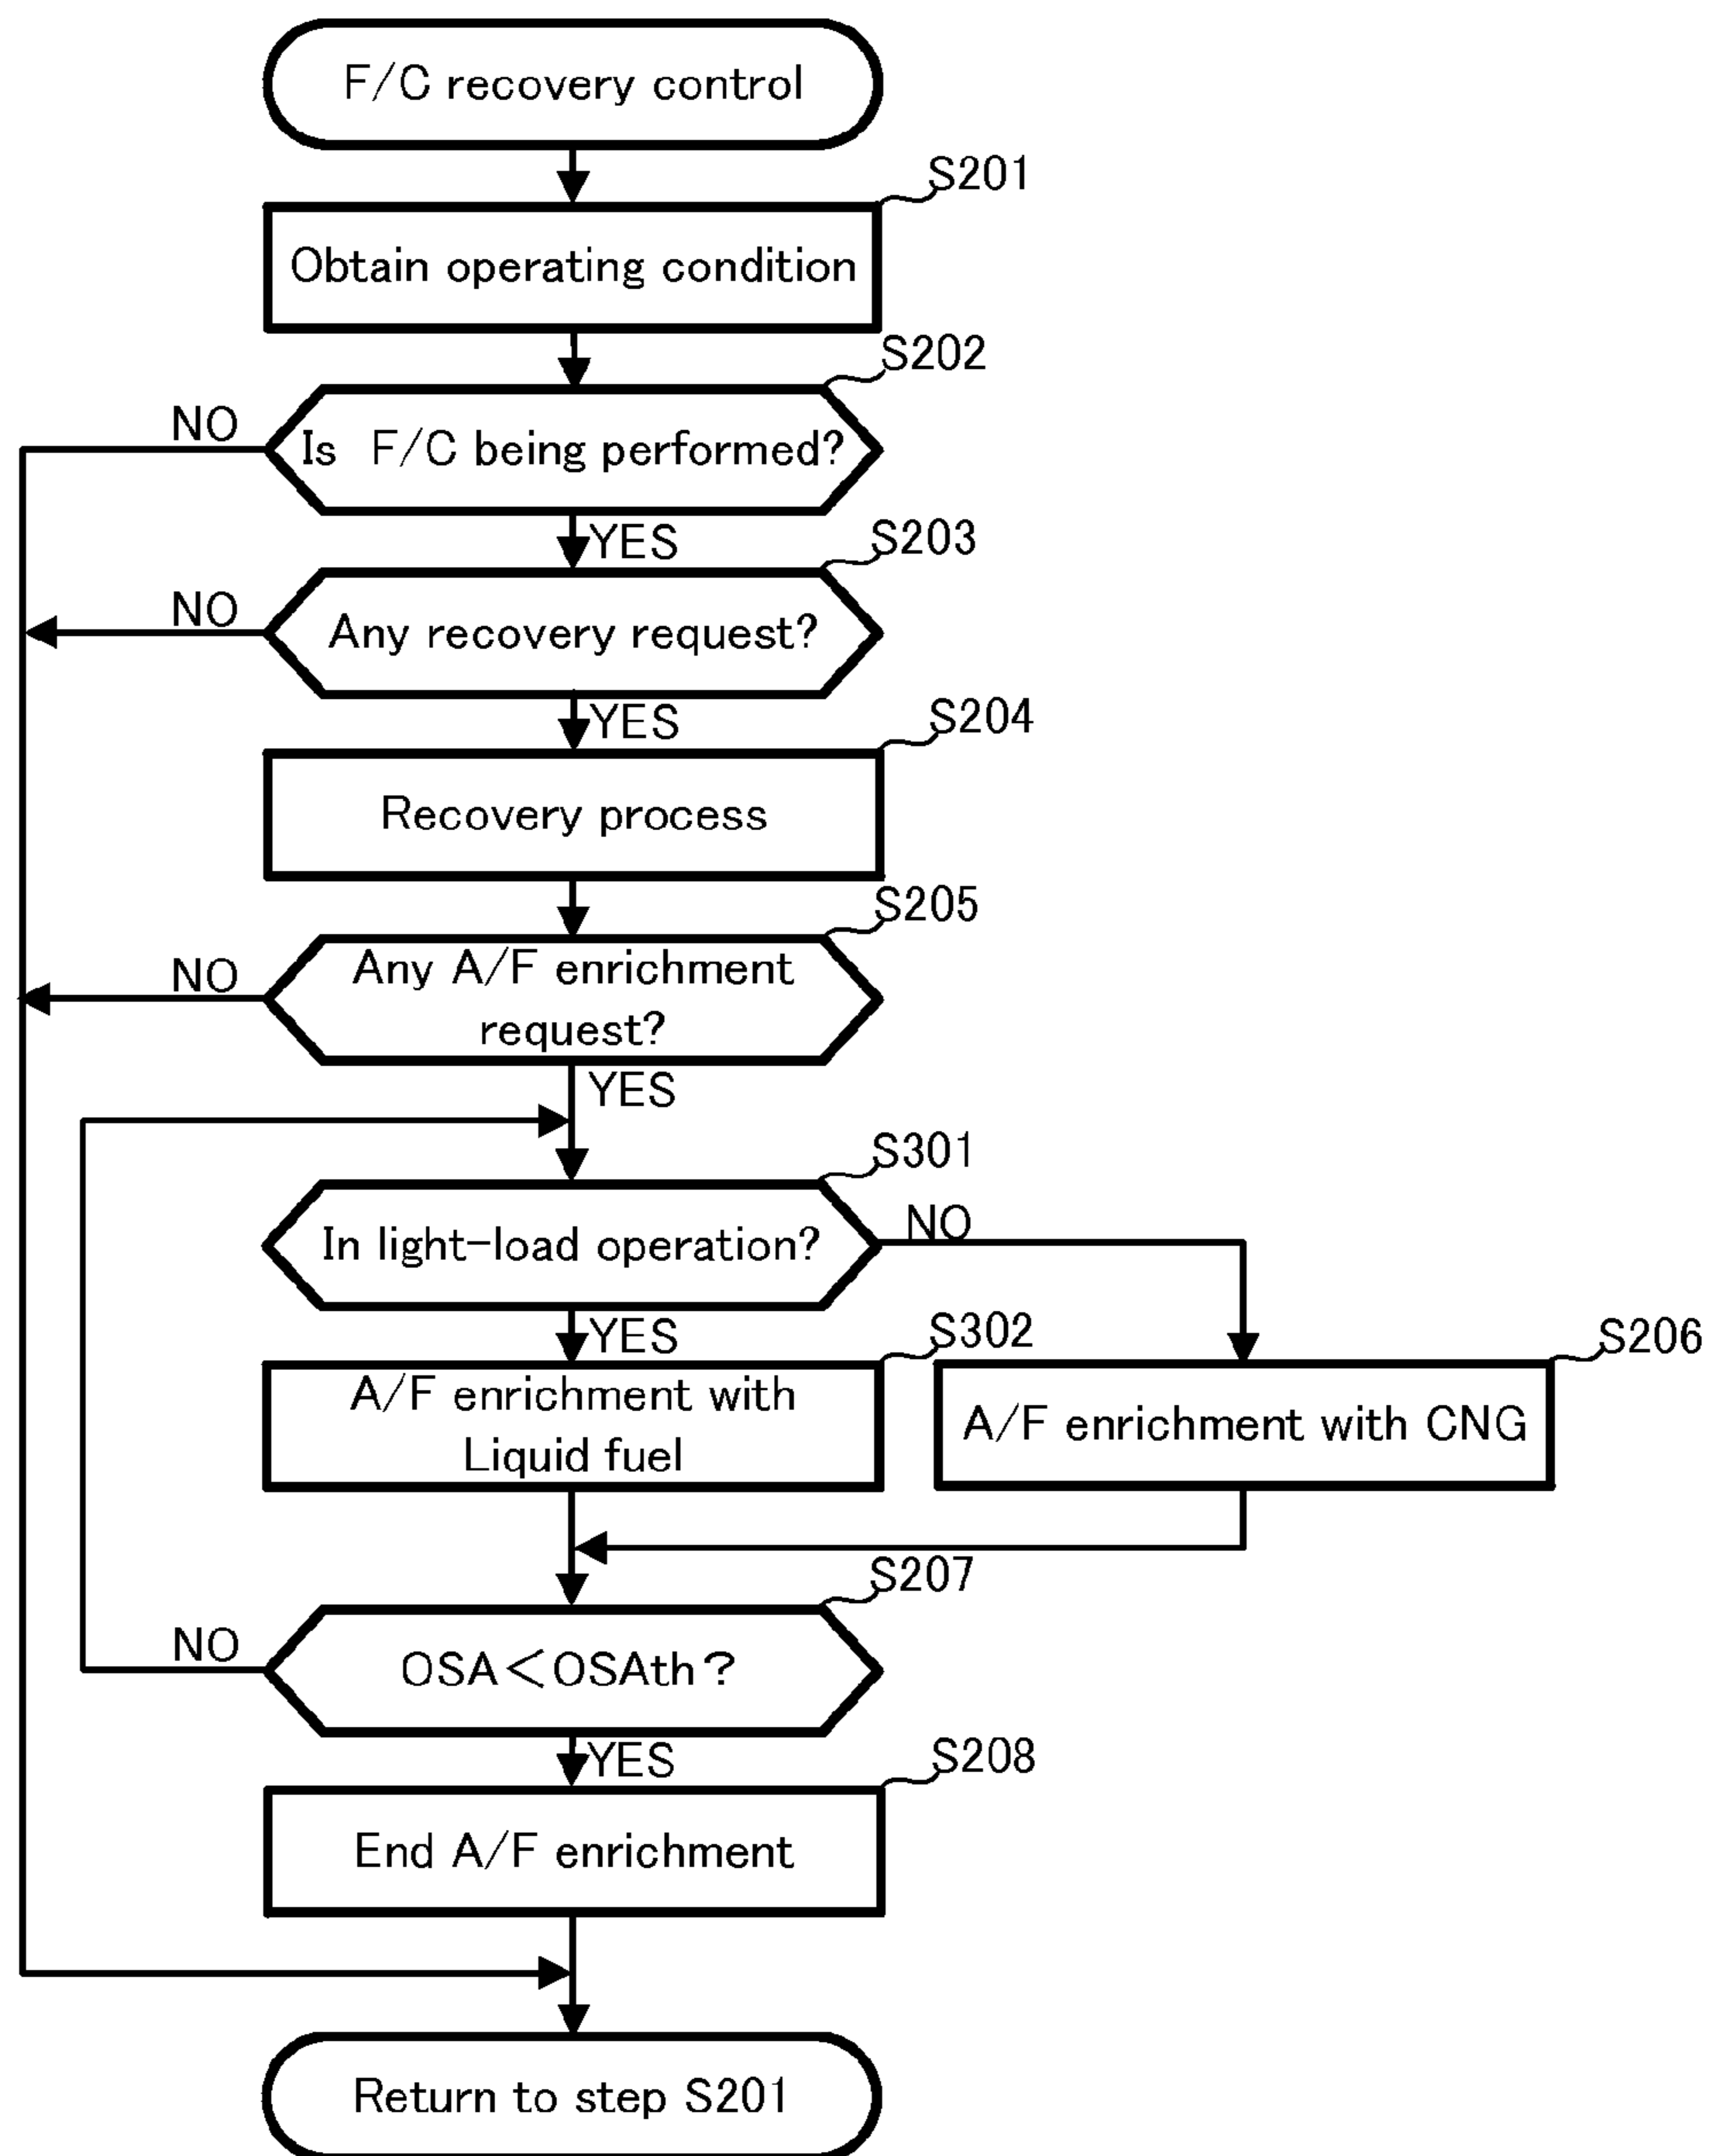 F/C recovery control
S201
Obtain operating condition
S202
NO
Is F/C being performed?
YES
S203
NO
Any recovery request?
YES
S204
Recovery process
S205
NO
Any A/F enrichment
request?
YES
S301
In light-load operation?
NO
YES
S302
S206
A/F enrichment with
Liquid fuel
A/F enrichment with CNG
S207
NO
OSA<OSAth?
YES
S208
End A/F enrichment
Return to step S201